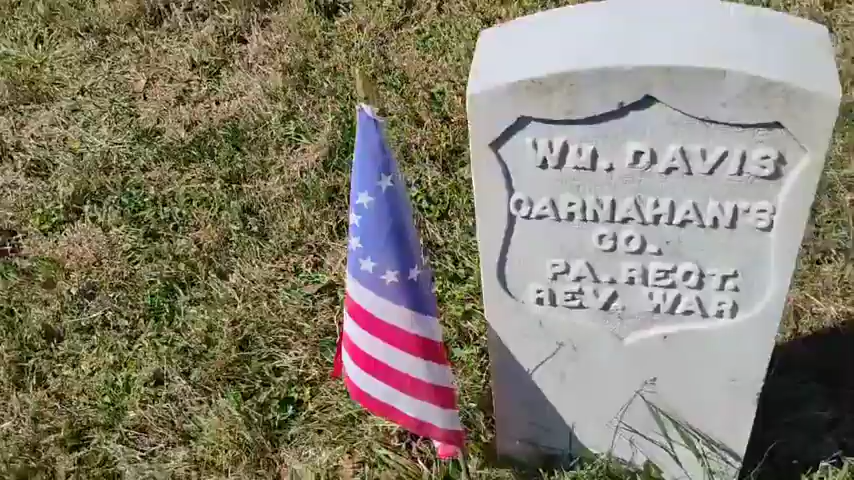 WM. DAVIS
CARNAHAN'S
CO.
PA. REGT.
REV. WAR